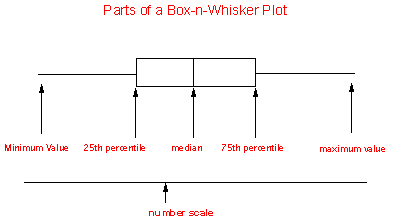 Parts of a Box-n-Whisker Plot
Minimum Value 25th percentile median 75th percentile maximum value
number scale